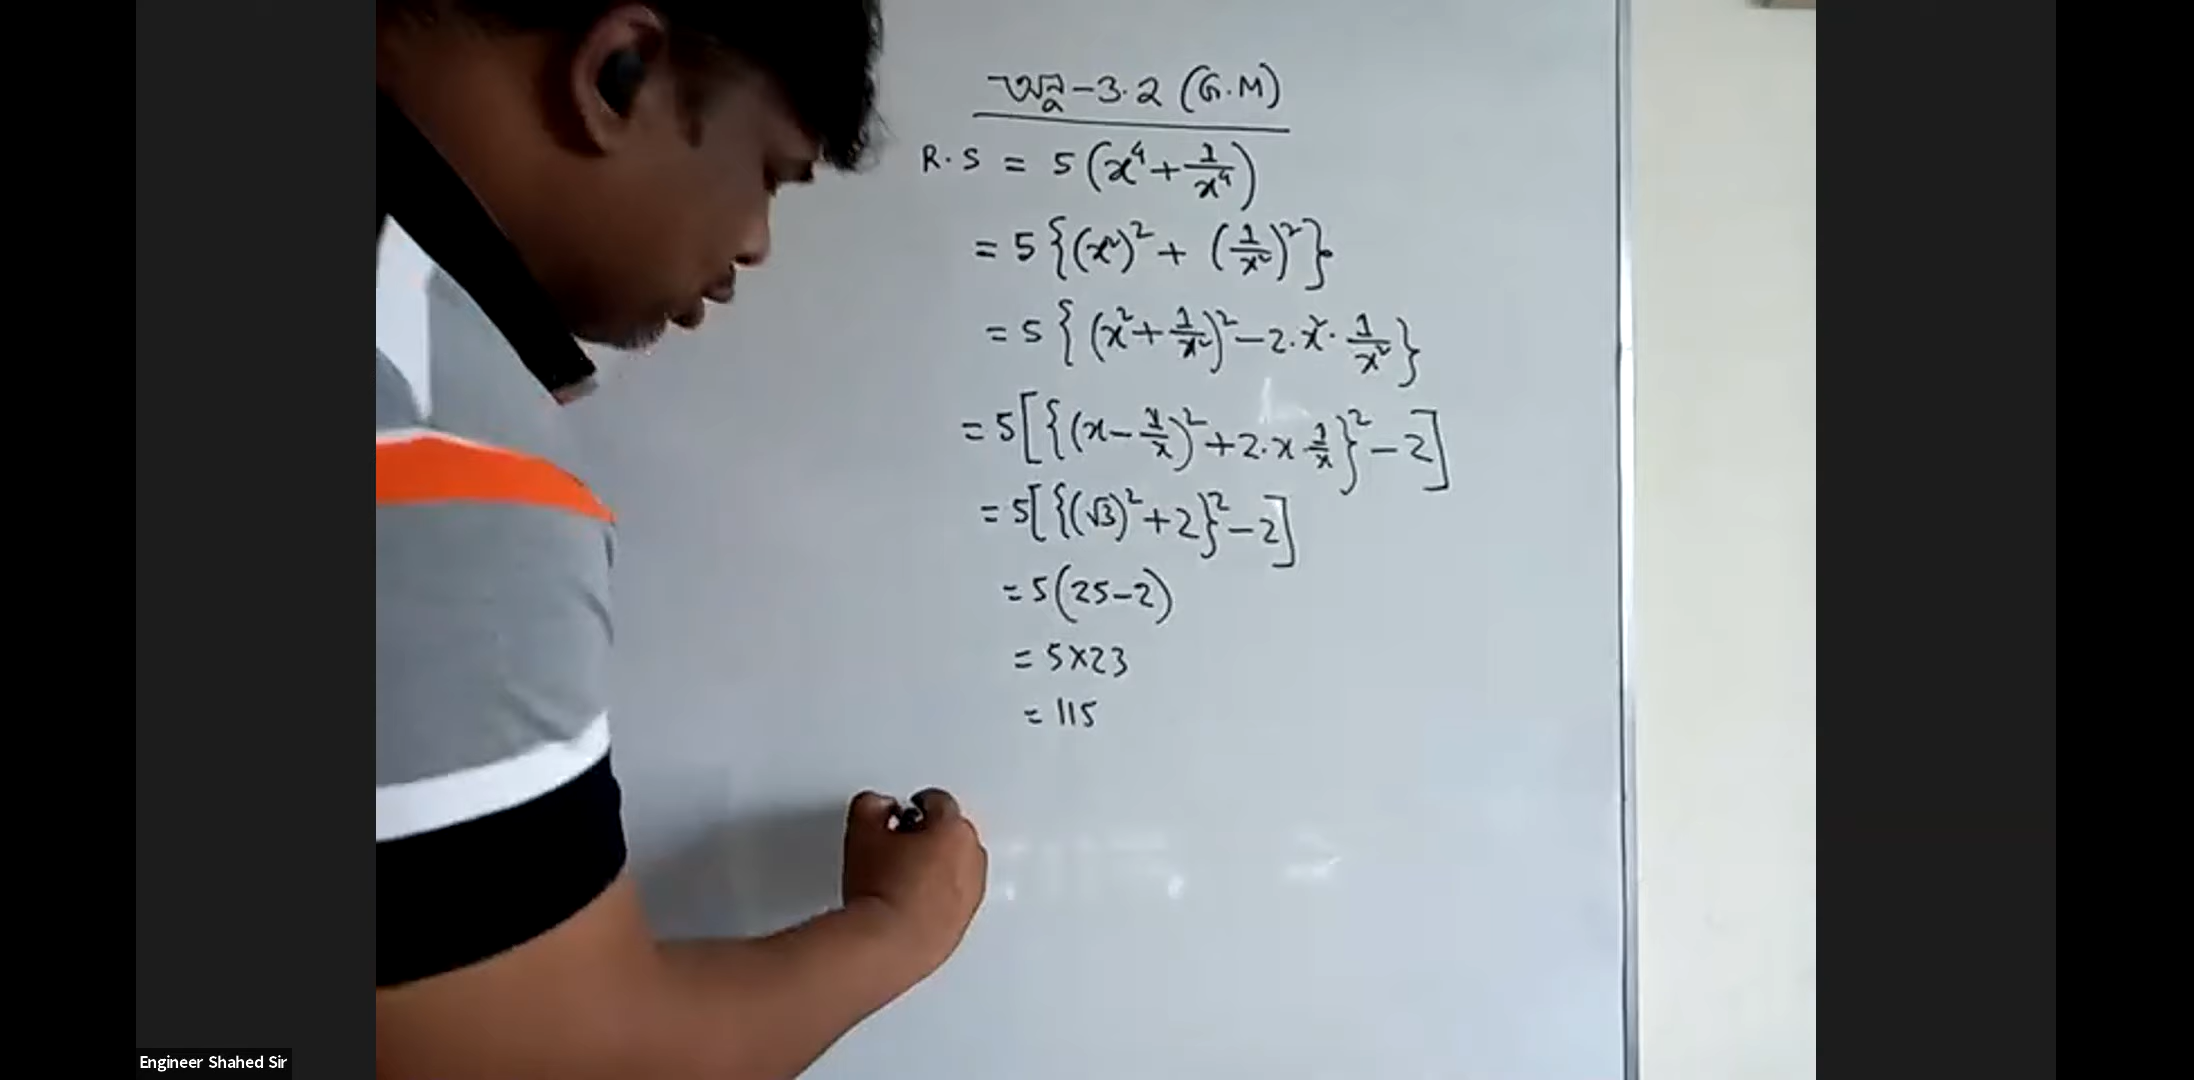 অনু-3.2 (G.M)
R.S = 5(x⁴+1/x⁴)
= 5{(x²)²+ (1/x²)²}
= 5{(x²+1/x²)²-2.x².1/x²}
= 5[{(x-1/x)²+2.x 1/x}²-2]
= 5[{(√3)²+2}²-2]
= 5(25-2)
= 5×23
= 115
Engineer Shahed Sir